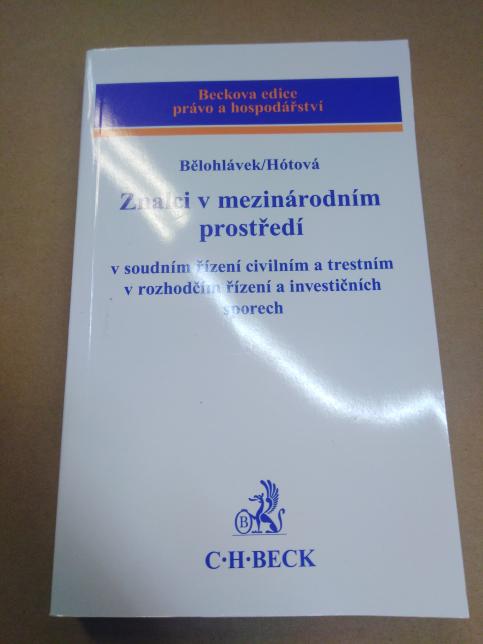 Beckova edice
právo a hospodářství
Bělohlávek/Hótová
Znalci v mezinárodním
prostředí
v soudním řízení civilním a trestním
v rozhodčím řízení a investičních
sporech
B
C·H·BECK